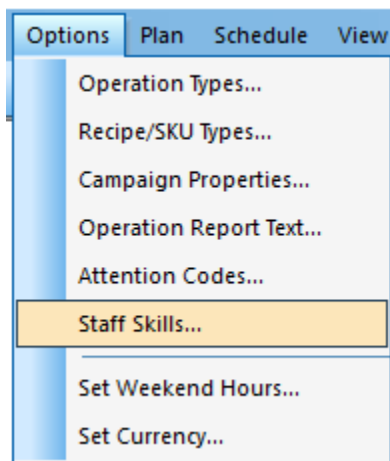 Options Plan Schedule View
Operation Types...
Recipe/SKU Types...
Campaign Properties...
Operation Report Text...
Attention Codes...
Staff Skills...
Set Weekend Hours...
Set Currency...